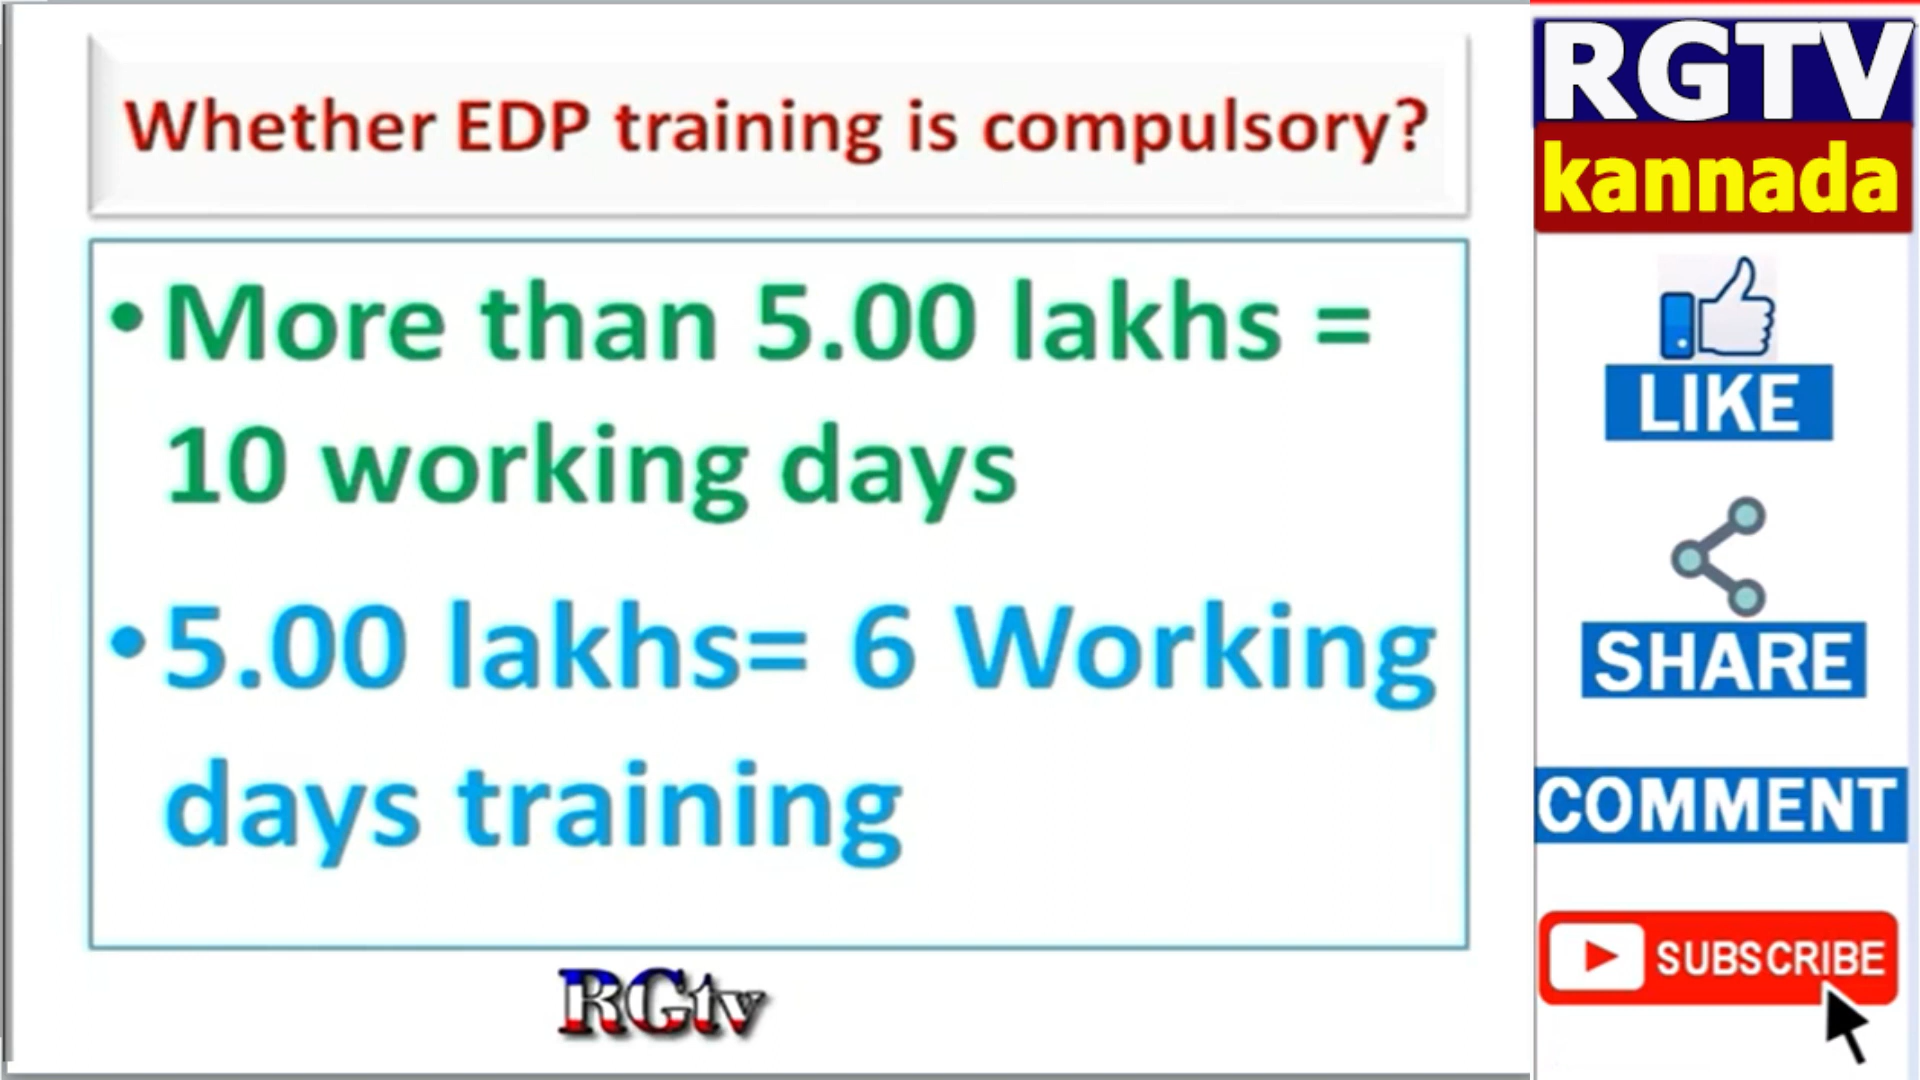 Whether EDP training is compulsory?
• More than 5.00 lakhs =
10 working days
• 5.00 lakhs= 6 Working
days training
RGtv
RGTV
kannada
LIKE
SHARE
COMMENT
SUBSCRIBE